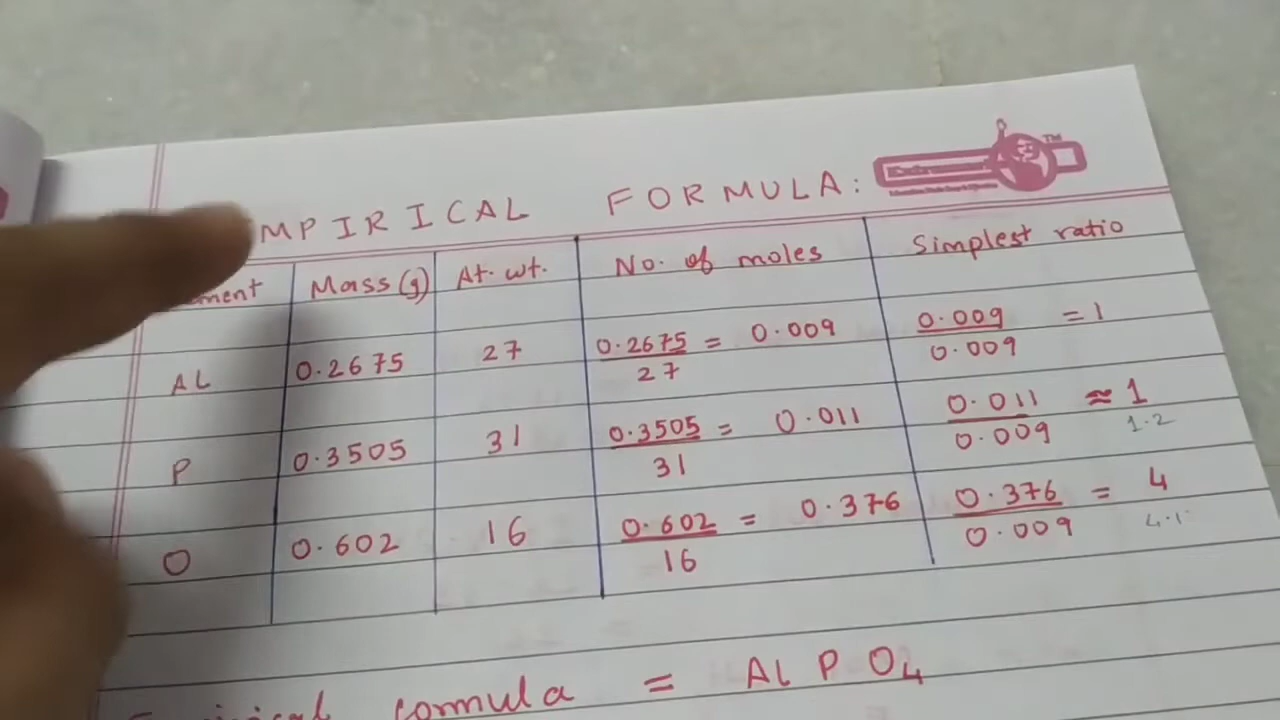 MPIRICAL FORMULA:
TM
ment Mass(g) At. wt. No. of moles Simplest ratio
AL 0.2675 27 0.2675 = 0.009 0.009 = 1
27 0.009
P 0.3505 31 0.3505 = 0.011 0.011 ≈ 1
31 0.009 1.2
O 0.602 16 0.602 = 0.376 0.376 = 4
16 0.009 4.1
pirical formula = AL P O4